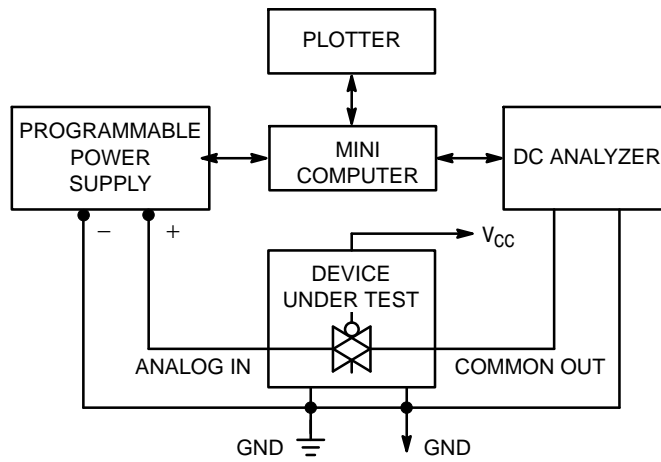 PLOTTER
PROGRAMMABLE
POWER
SUPPLY
MINI
COMPUTER
DC ANALYZER
− +
VCC
DEVICE
UNDER TEST
ANALOG IN
COMMON OUT
GND
GND